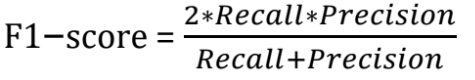 F1−score = 2∗Recall∗Precision / Recall+Precision